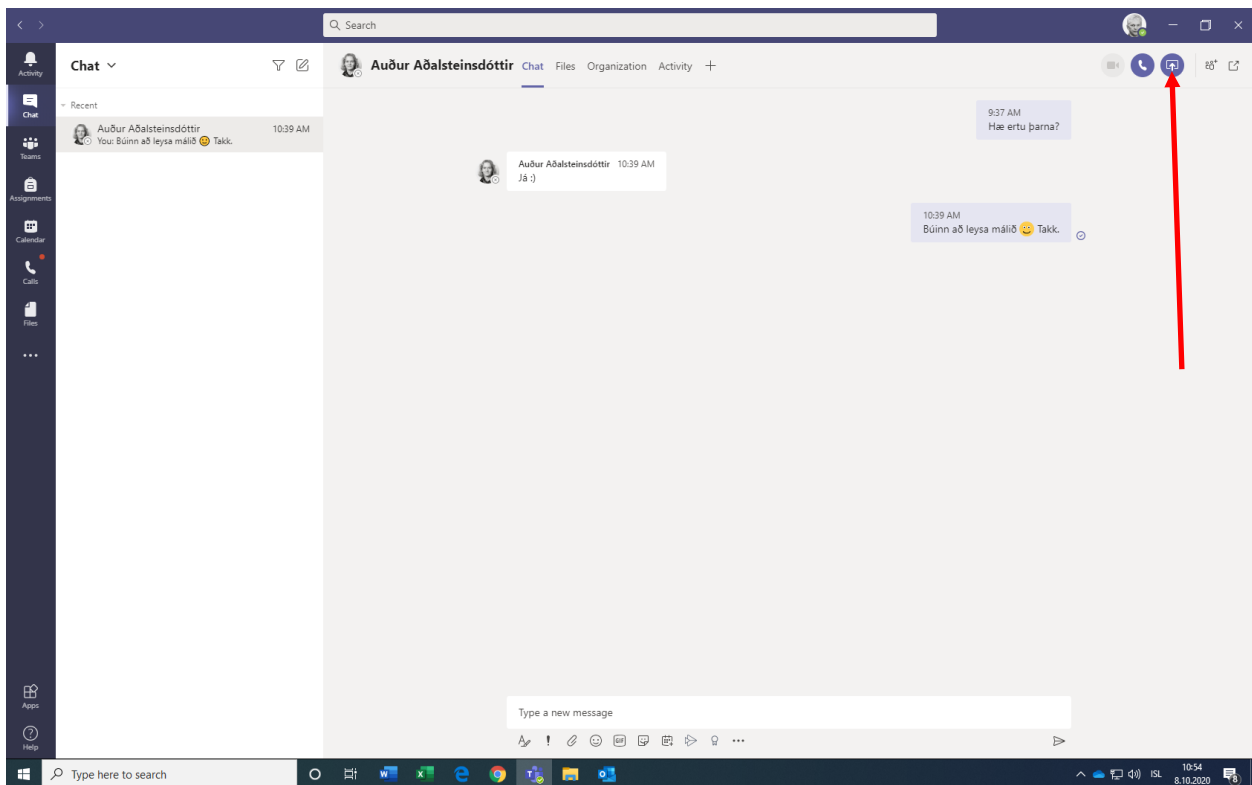 Search
Activity
Chat
Teams
Assignments
Calendar
Calls
Files
Apps
Help
Chat
Recent
Auður Aðalsteinsdóttir 10:39 AM
You: Búinn að leysa málið 🙂 Takk.
Auður Aðalsteinsdóttir Chat Files Organization Activity +
9:37 AM
Hæ ertu þarna?
Auður Aðalsteinsdóttir 10:39 AM
Já :)
10:39 AM
Búinn að leysa málið 🙂 Takk.
Type a new message
GIF
Type here to search
ISL
10:54
8.10.2020
8